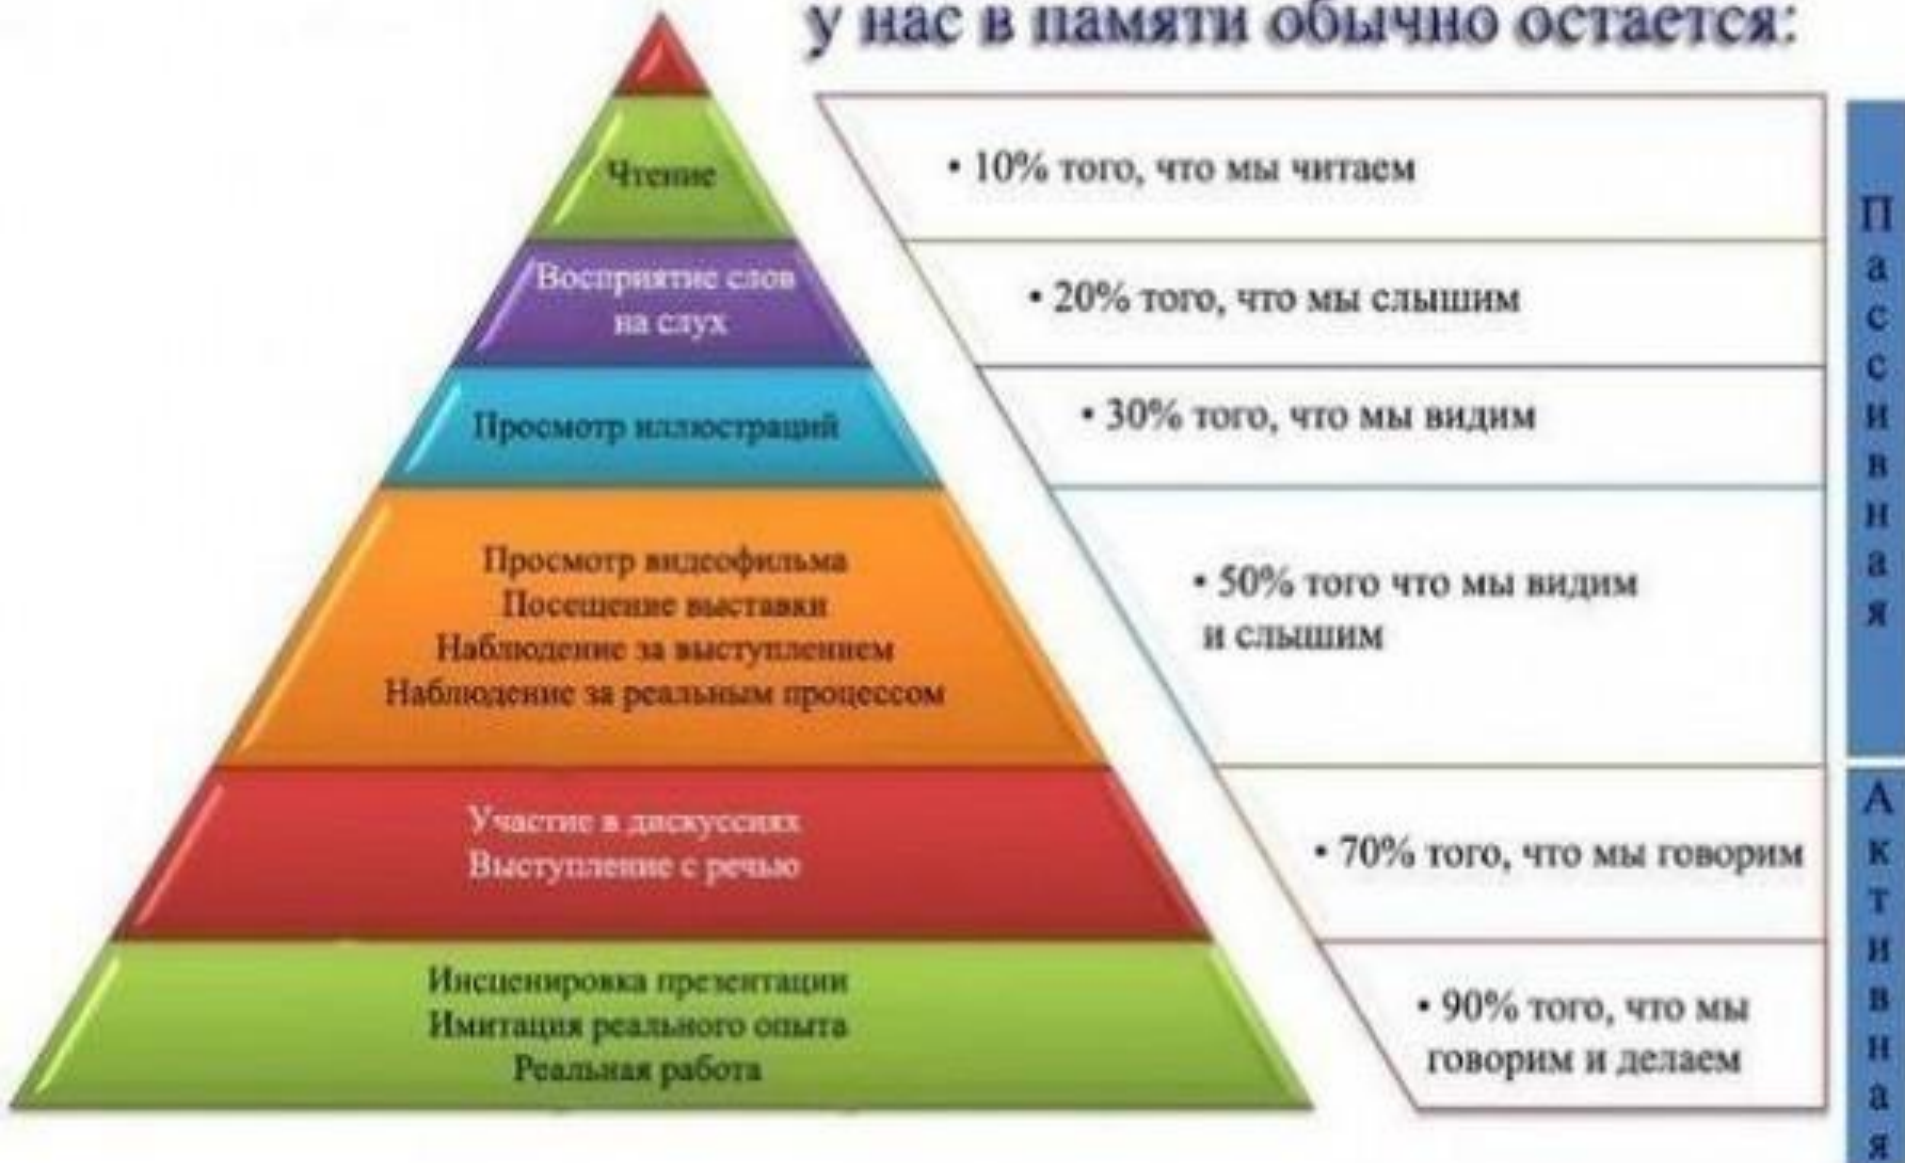 у нас в памяти обычно остается:
Чтение
• 10% того, что мы читаем
Восприятие слов
на слух
• 20% того, что мы слышим
Просмотр иллюстраций
• 30% того, что мы видим
Просмотр видеофильма
Посещение выставки
Наблюдение за выступлением
Наблюдение за реальным процессом
• 50% того что мы видим
и слышим
Участие в дискуссиях
Выступление с речью
• 70% того, что мы говорим
Инсценировка презентации
Имитация реального опыта
Реальная работа
• 90% того, что мы
говорим и делаем
Пассивная
Активная